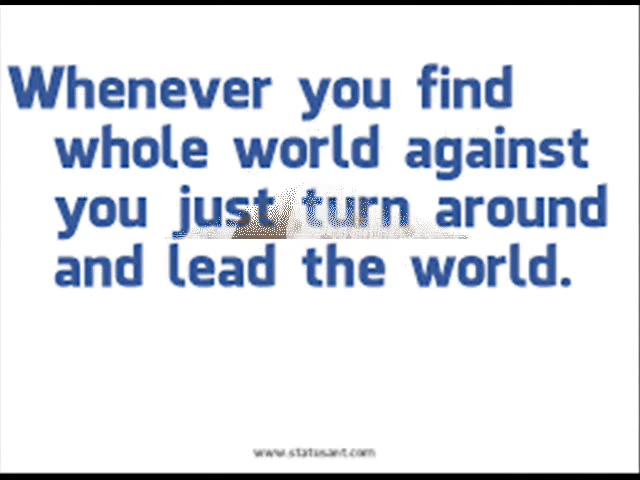 Whenever you find
whole world against
you just turn around
and lead the world.
www.statusant.com